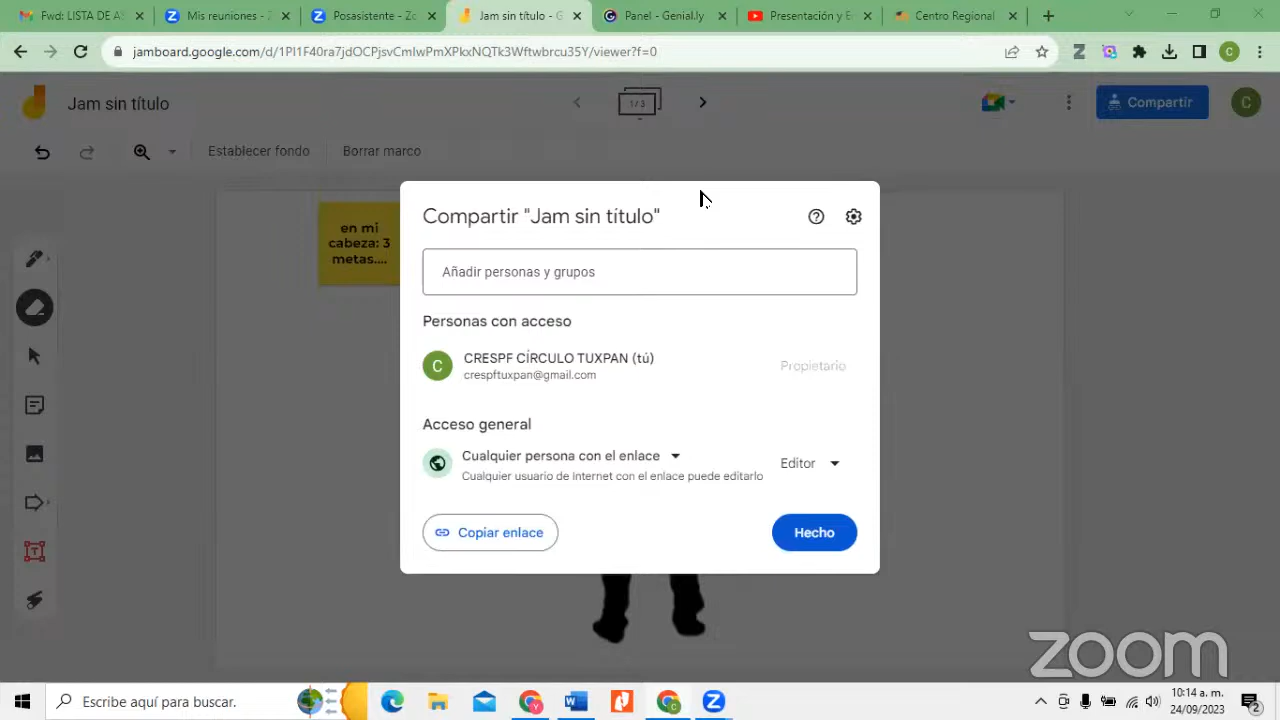 Fwd: LISTA DE AS
Mis reuniones - Z
Posasistente - Zo
Jam sin título - G
Panel - Genial.ly
Presentación y E
Centro Regional
jamboard.google.com/d/1PI1F40ra7jdOCPjsvCmIwPmXPkxNQTk3Wftwbrcu35Y/viewer?f=0
Jam sin título
1 / 3
Compartir
C
Establecer fondo
Borrar marco
en mi
cabeza: 3
metas....
Compartir "Jam sin título"
Añadir personas y grupos
Personas con acceso
C
CRESPF CÍRCULO TUXPAN (tú)
crespftuxpan@gmail.com
Propietario
Acceso general
Cualquier persona con el enlace
Cualquier usuario de Internet con el enlace puede editarlo
Editor
Copiar enlace
Hecho
zoom
Escribe aquí para buscar.
10:14 a. m.
24/09/2023
2